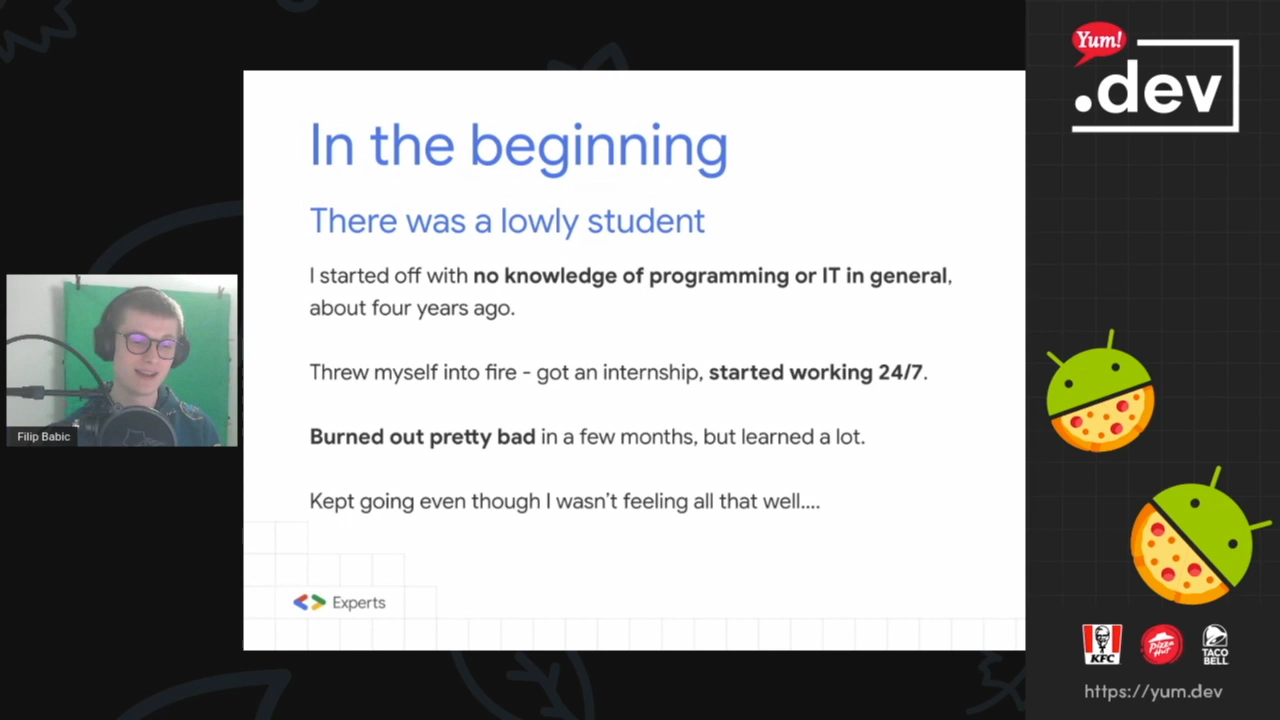 In the beginning
There was a lowly student
I started off with no knowledge of programming or IT in general,
about four years ago.
Threw myself into fire - got an internship, started working 24/7.
Burned out pretty bad in a few months, but learned a lot.
Kept going even though I wasn't feeling all that well....
Experts
Filip Babic
Yum!
.dev
KFC
Pizza Hut
TACO
BELL
https://yum.dev